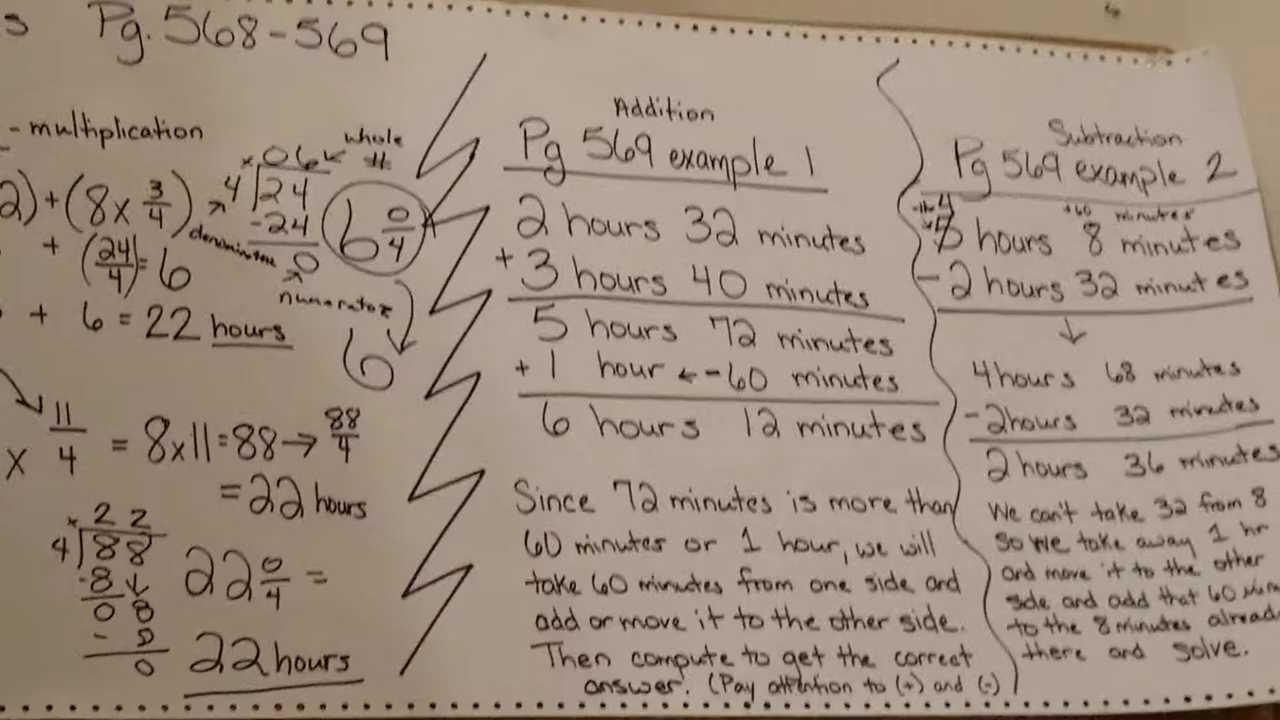 s Pg. 568-569
- multiplication
2) + (8 x 3/4)
+ (24/4) = 6
+ 6 = 22 hours
x 06
4 24
-24
0
denominator
numerator
whole
#
6 0/4
6
x 11/4 = 8x11 = 88 → 88/4
= 22 hours
x 22
4 88
-8 ↓
0 8
- 8
0
22 0/4 =
22 hours
Addition
Pg 569 example 1
2 hours 32 minutes
+ 3 hours 40 minutes
5 hours 72 minutes
+ 1 hour ← -60 minutes
6 hours 12 minutes
Since 72 minutes is more than
60 minutes or 1 hour, we will
take 60 minutes from one side and
add or move it to the other side.
Then compute to get the correct
answer. (Pay attention to (+) and (-)
Subtraction
Pg 569 example 2
4 +60 minutes
5 hours 8 minutes
- 2 hours 32 minutes
↓
4 hours 68 minutes
- 2 hours 32 minutes
2 hours 36 minutes
We can't take 32 from 8
so we take away 1 hr
and move it to the other
side and add that 60 min
to the 8 minutes alread
there and solve.